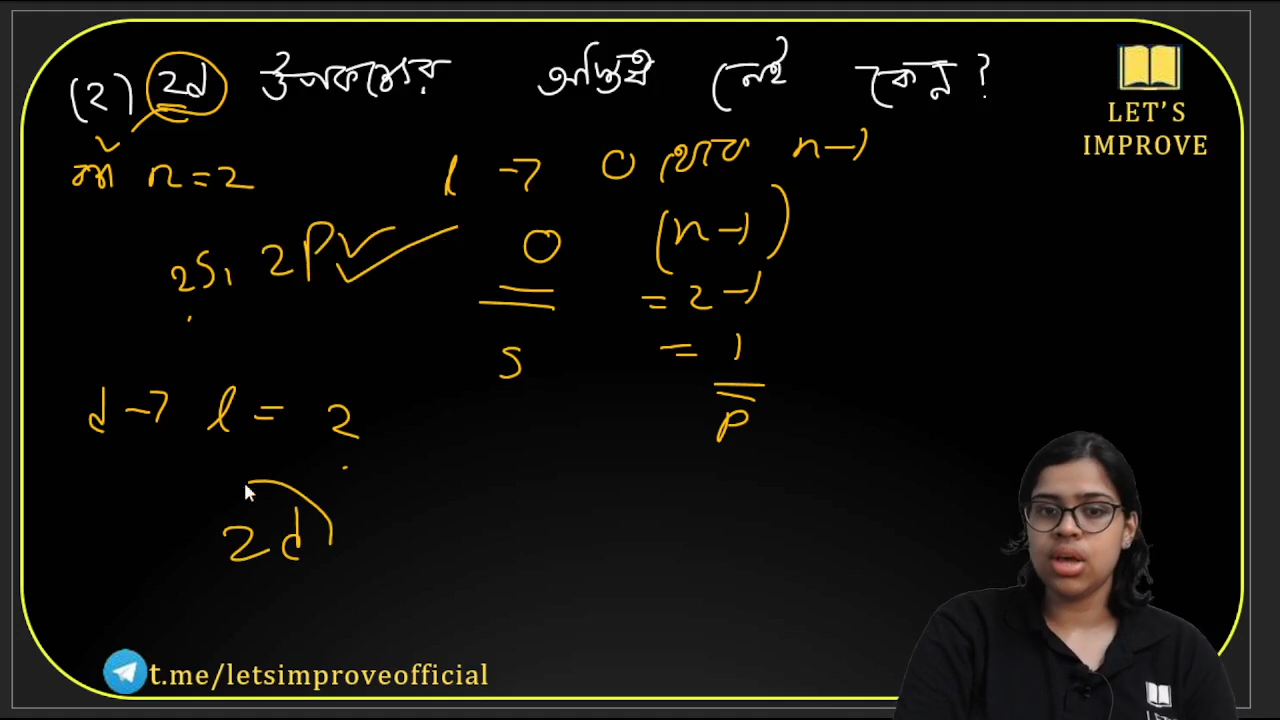 (২) 2d উপকক্ষের অস্তিত্ব নেই কেন ?
n = 2
l → 0 থেকে n-1
2s, 2p
0 (n-1)
= 2-1
s = 1
p
d → l = 2
2d
LET'S
IMPROVE
t.me/letsimproveofficial